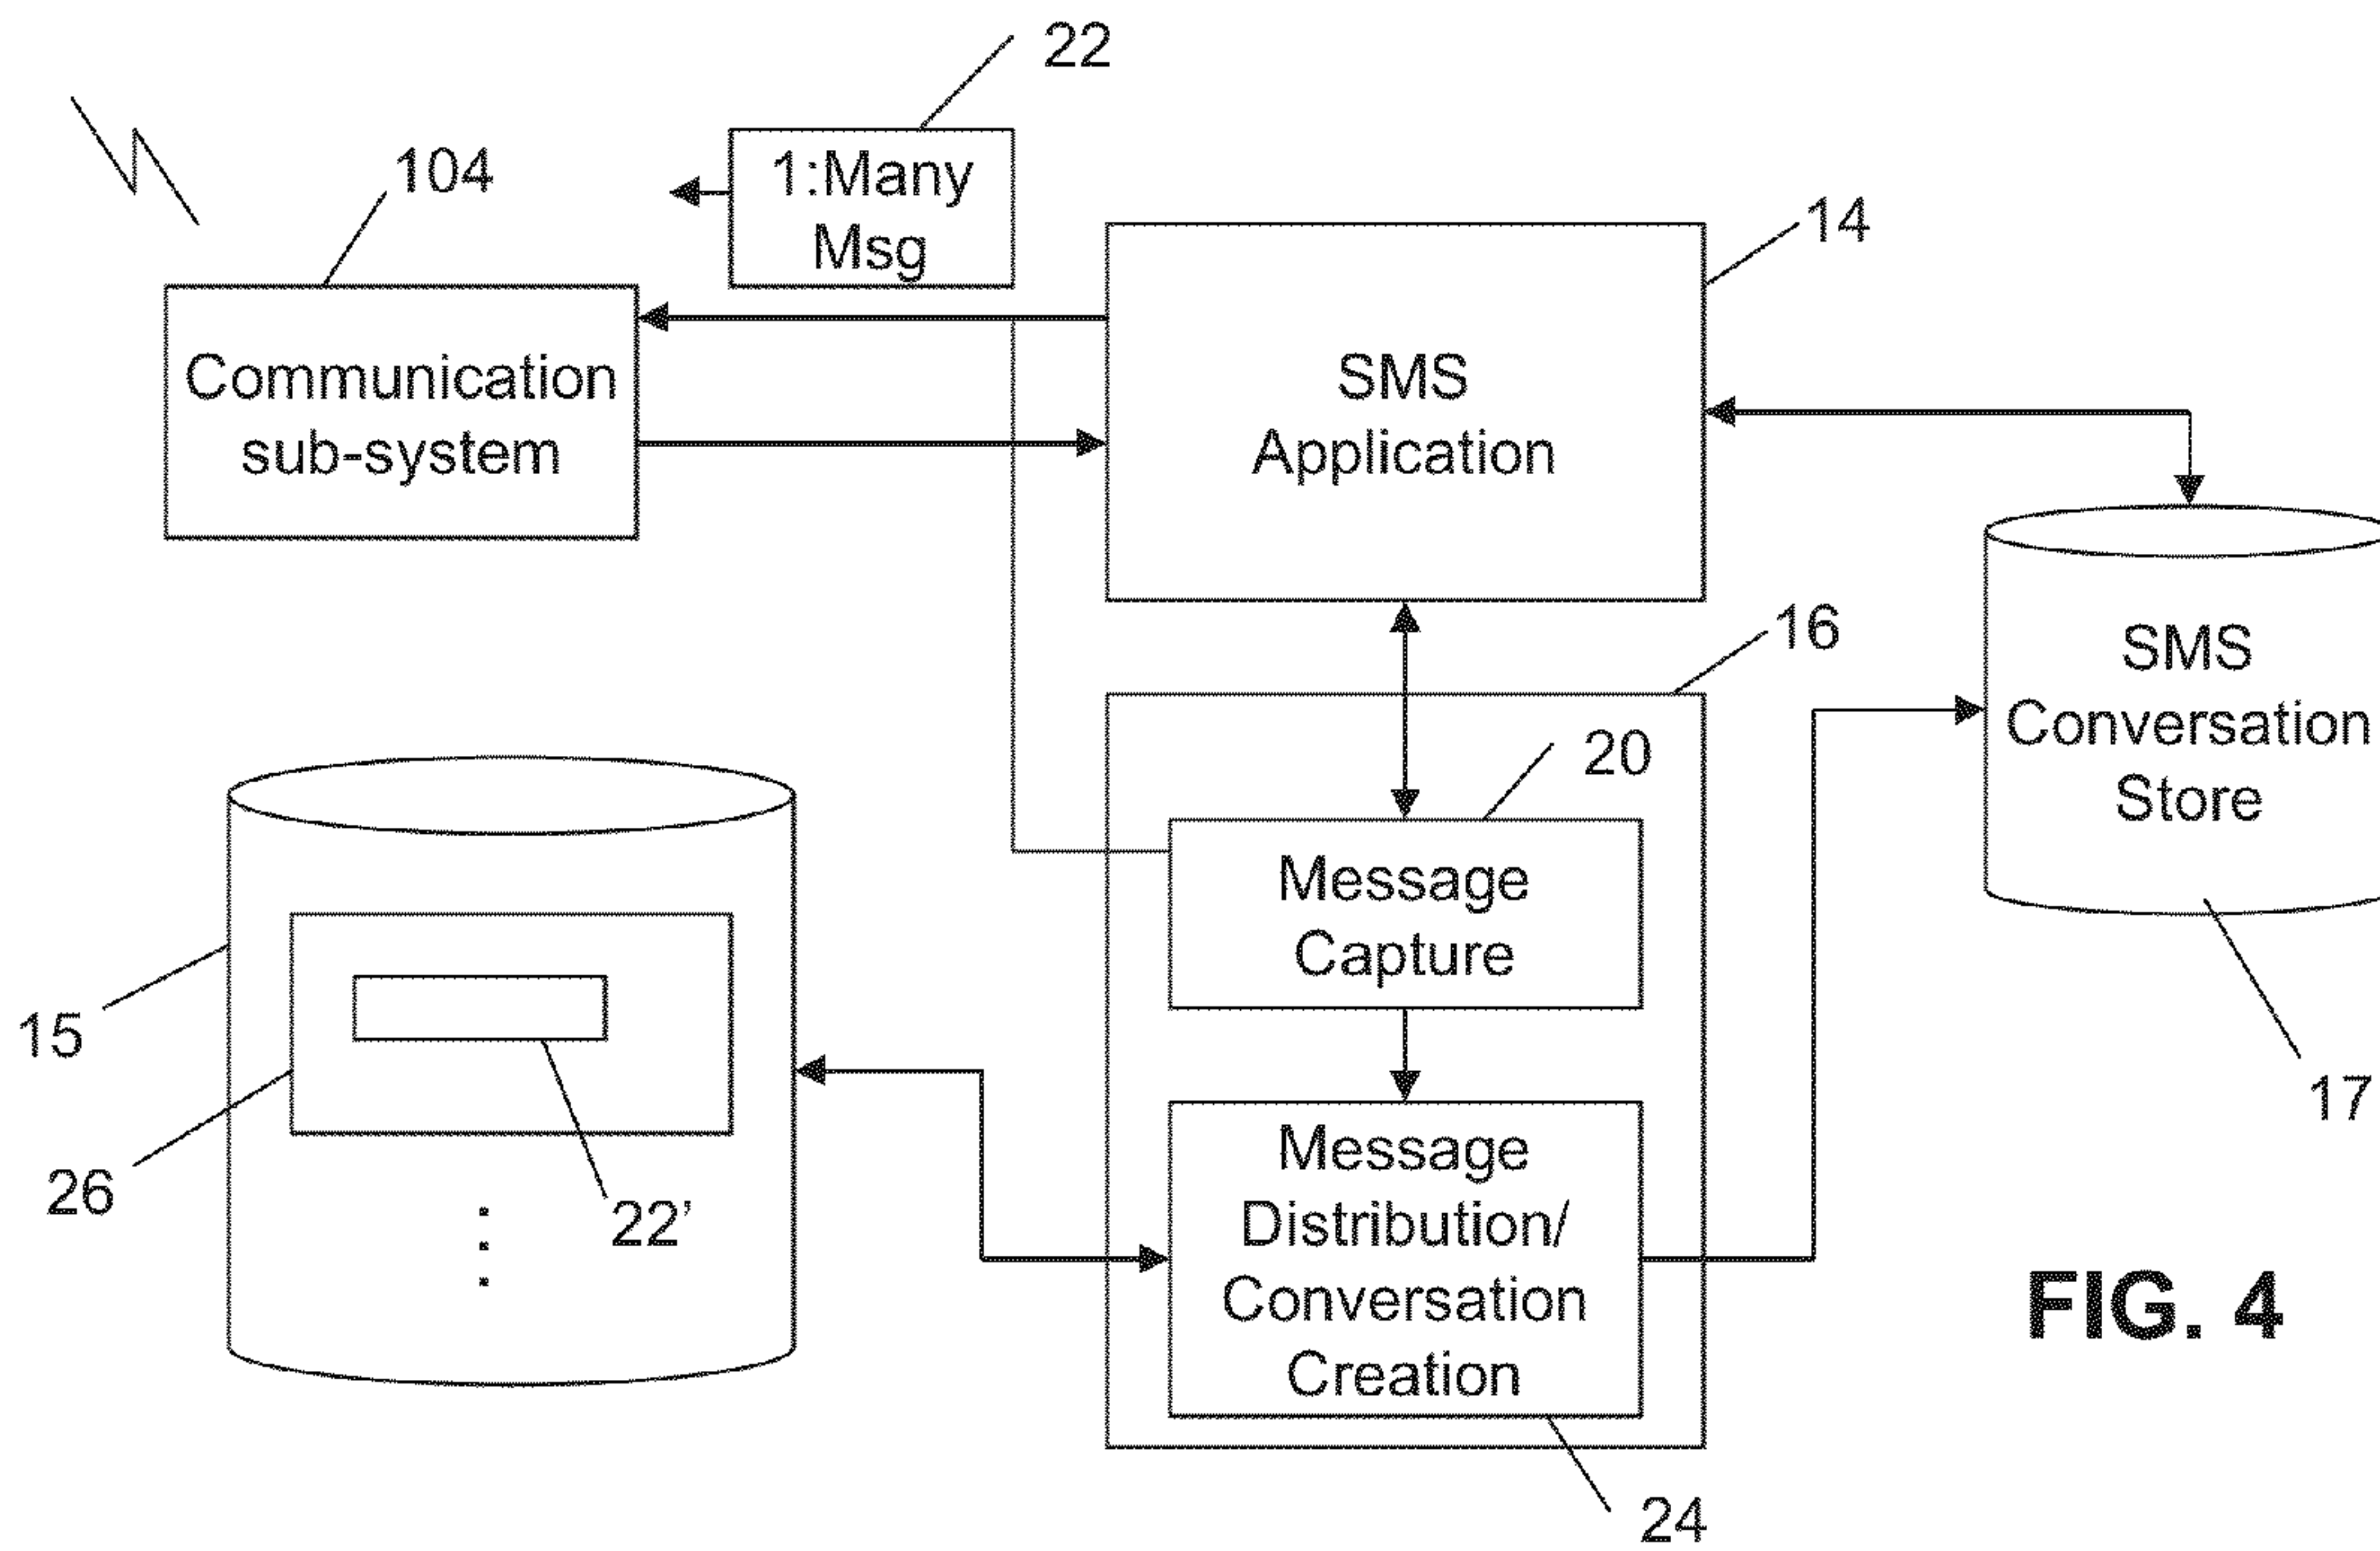 22
1:Many
Msg
104
14
Communication
sub-system
SMS
Application
16
SMS
Conversation
Store
20
Message
Capture
15
17
26
22’
Message
Distribution/
Conversation
Creation
FIG. 4
24